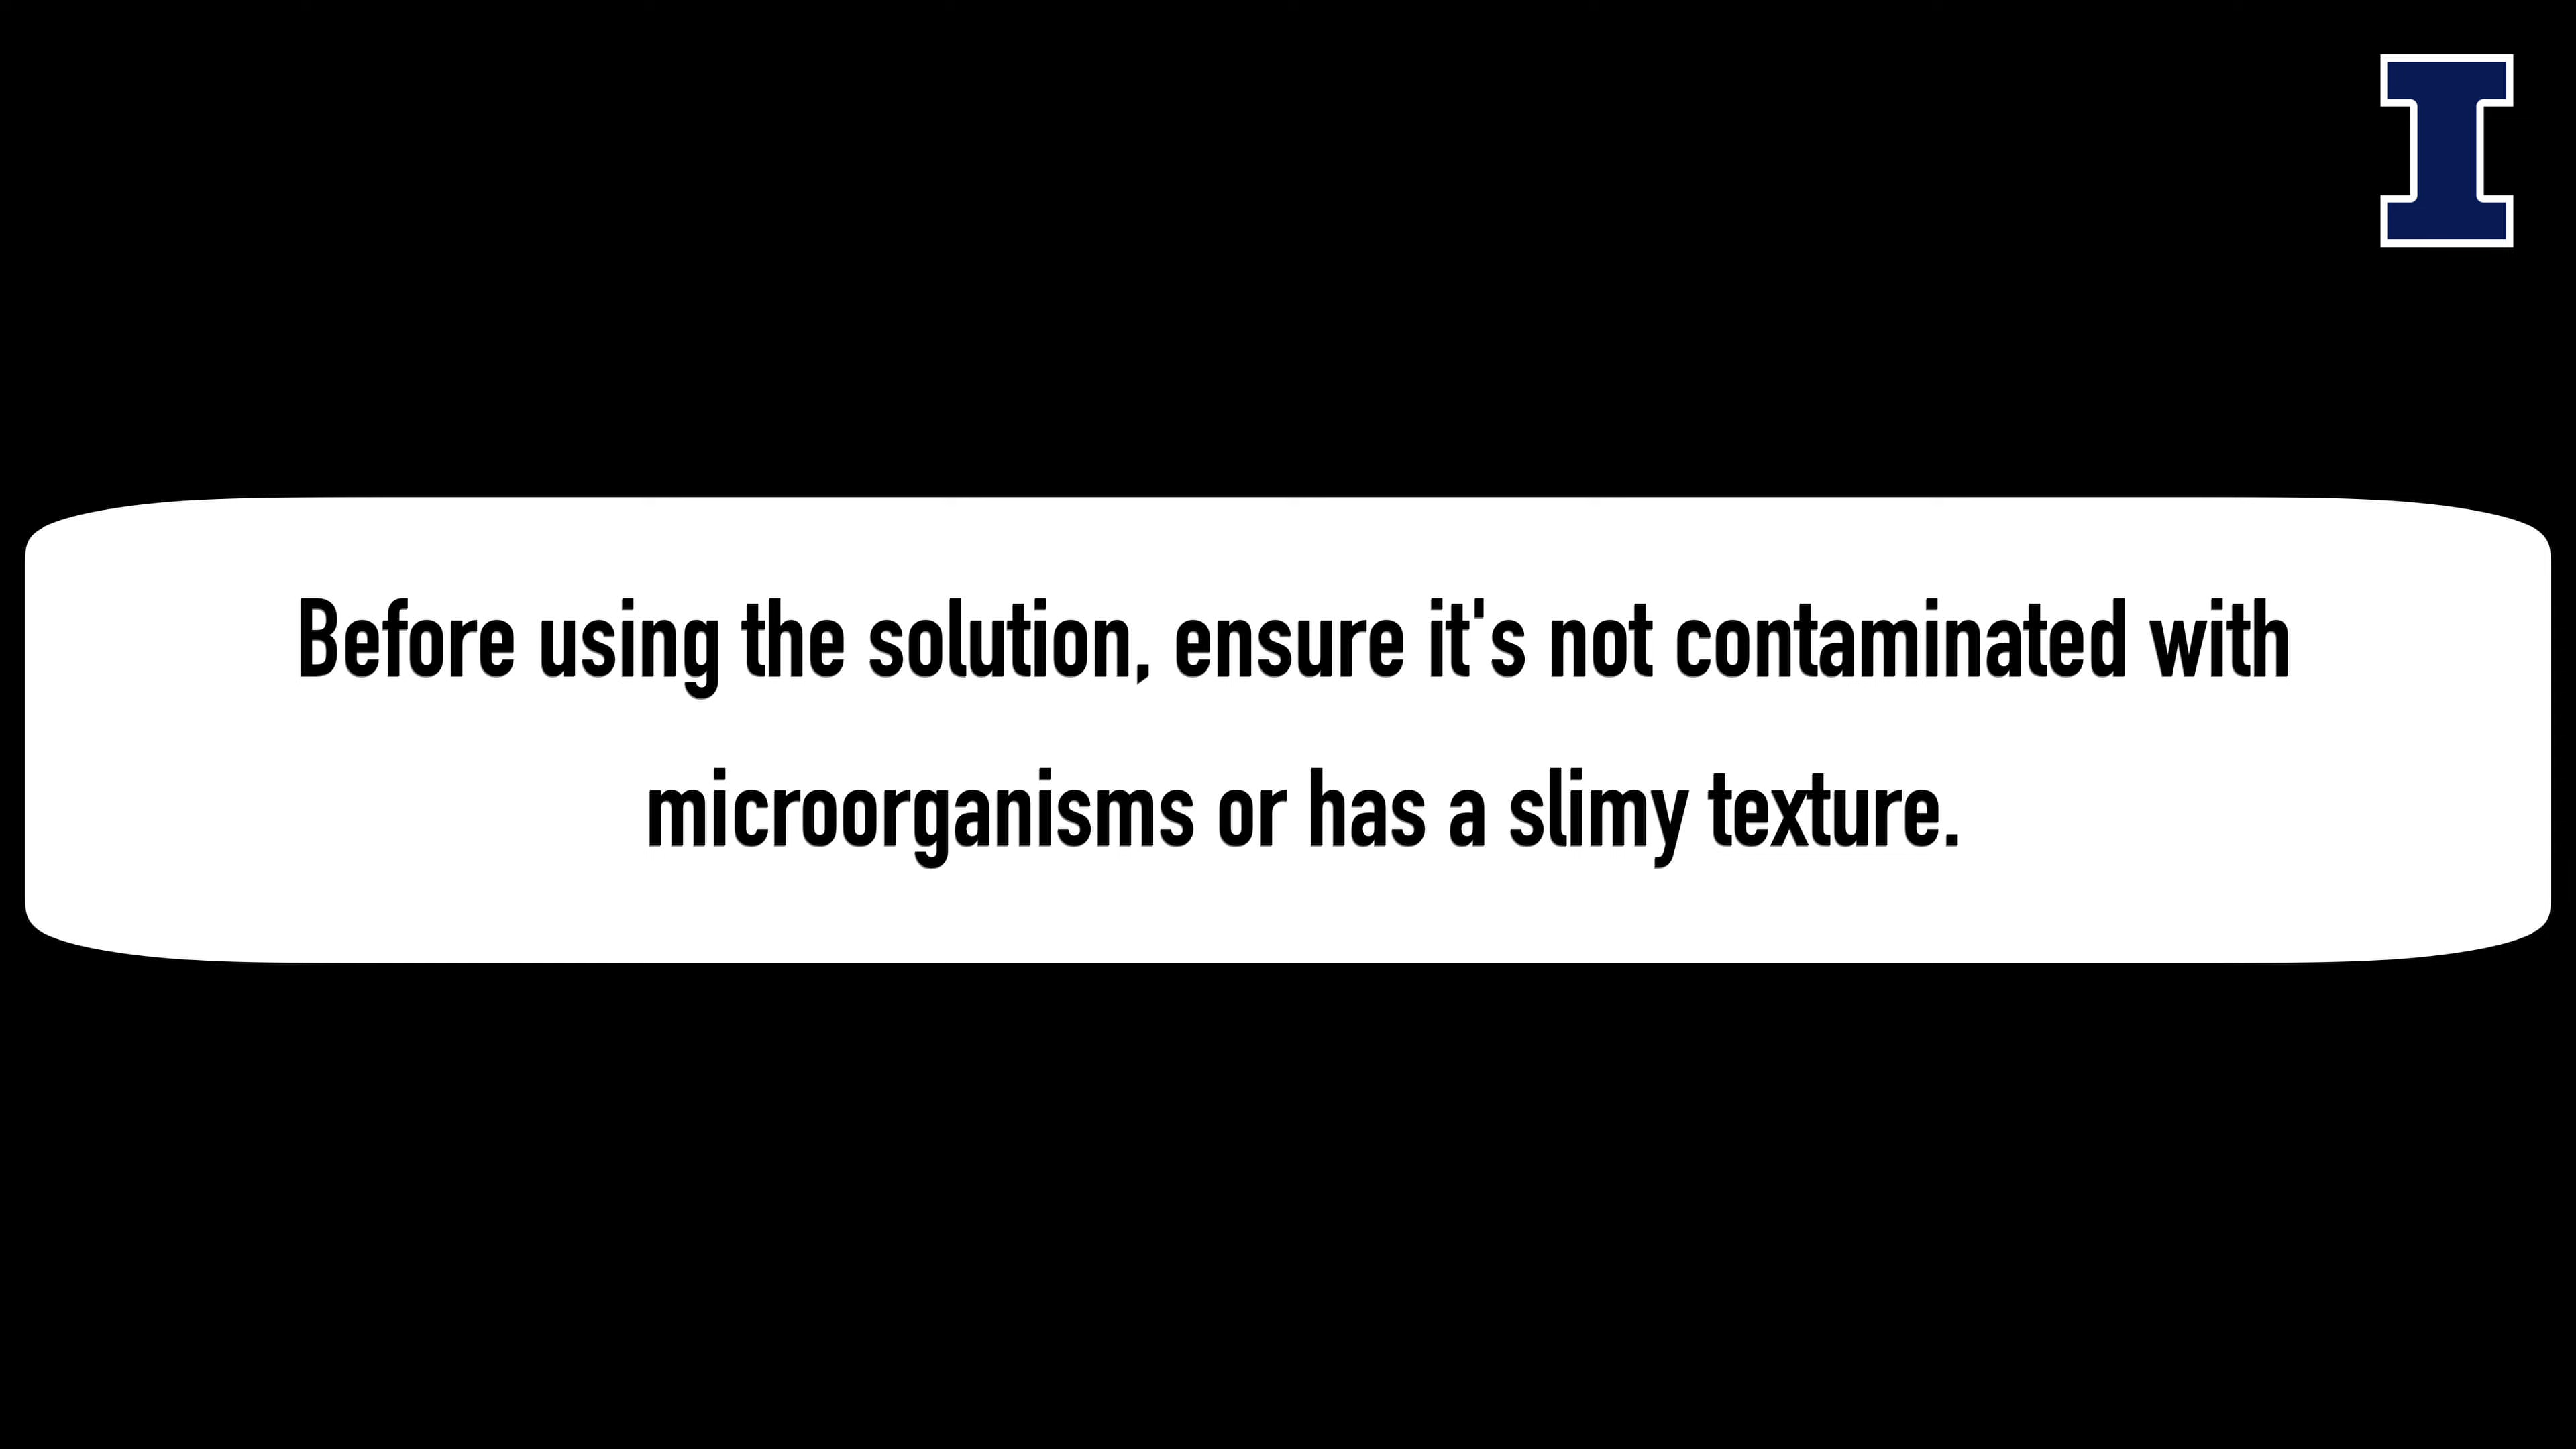 I
Before using the solution, ensure it's not contaminated with
microorganisms or has a slimy texture.